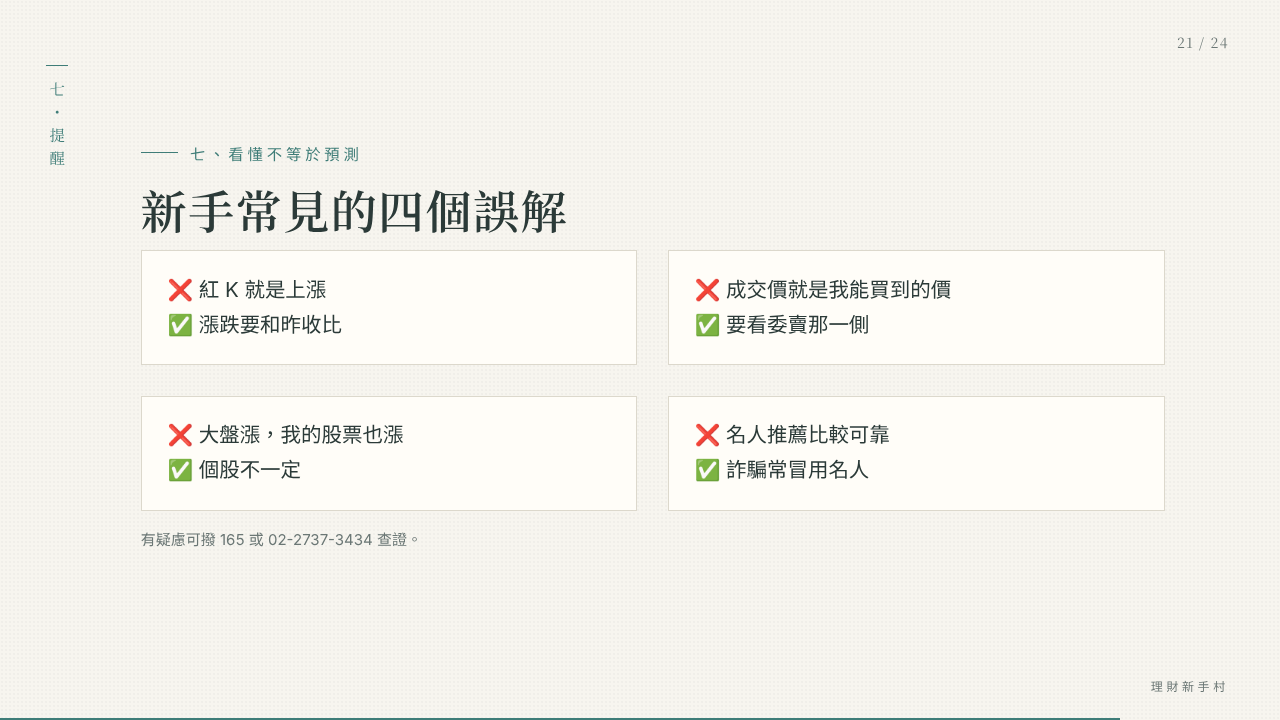 21 / 24
七・提醒
七、看懂不等於預測
新手常見的四個誤解
❌ 紅 K 就是上漲
✅ 漲跌要和昨收比
❌ 成交價就是我能買到的價
✅ 要看委賣那一側
❌ 大盤漲，我的股票也漲
✅ 個股不一定
❌ 名人推薦比較可靠
✅ 詐騙常冒用名人
有疑慮可撥 165 或 02-2737-3434 查證。
理財新手村